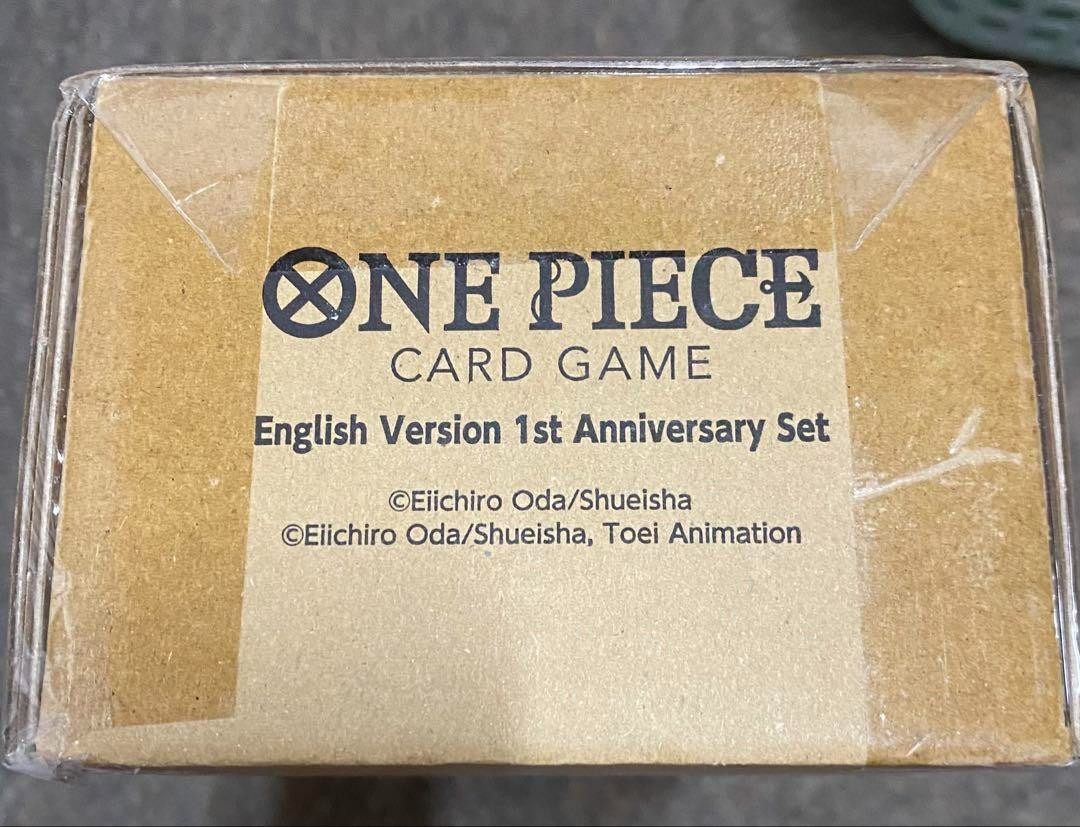 ONE PIECE
CARD GAME
English Version 1st Anniversary Set
©Eiichiro Oda/Shueisha
©Eiichiro Oda/Shueisha, Toei Animation